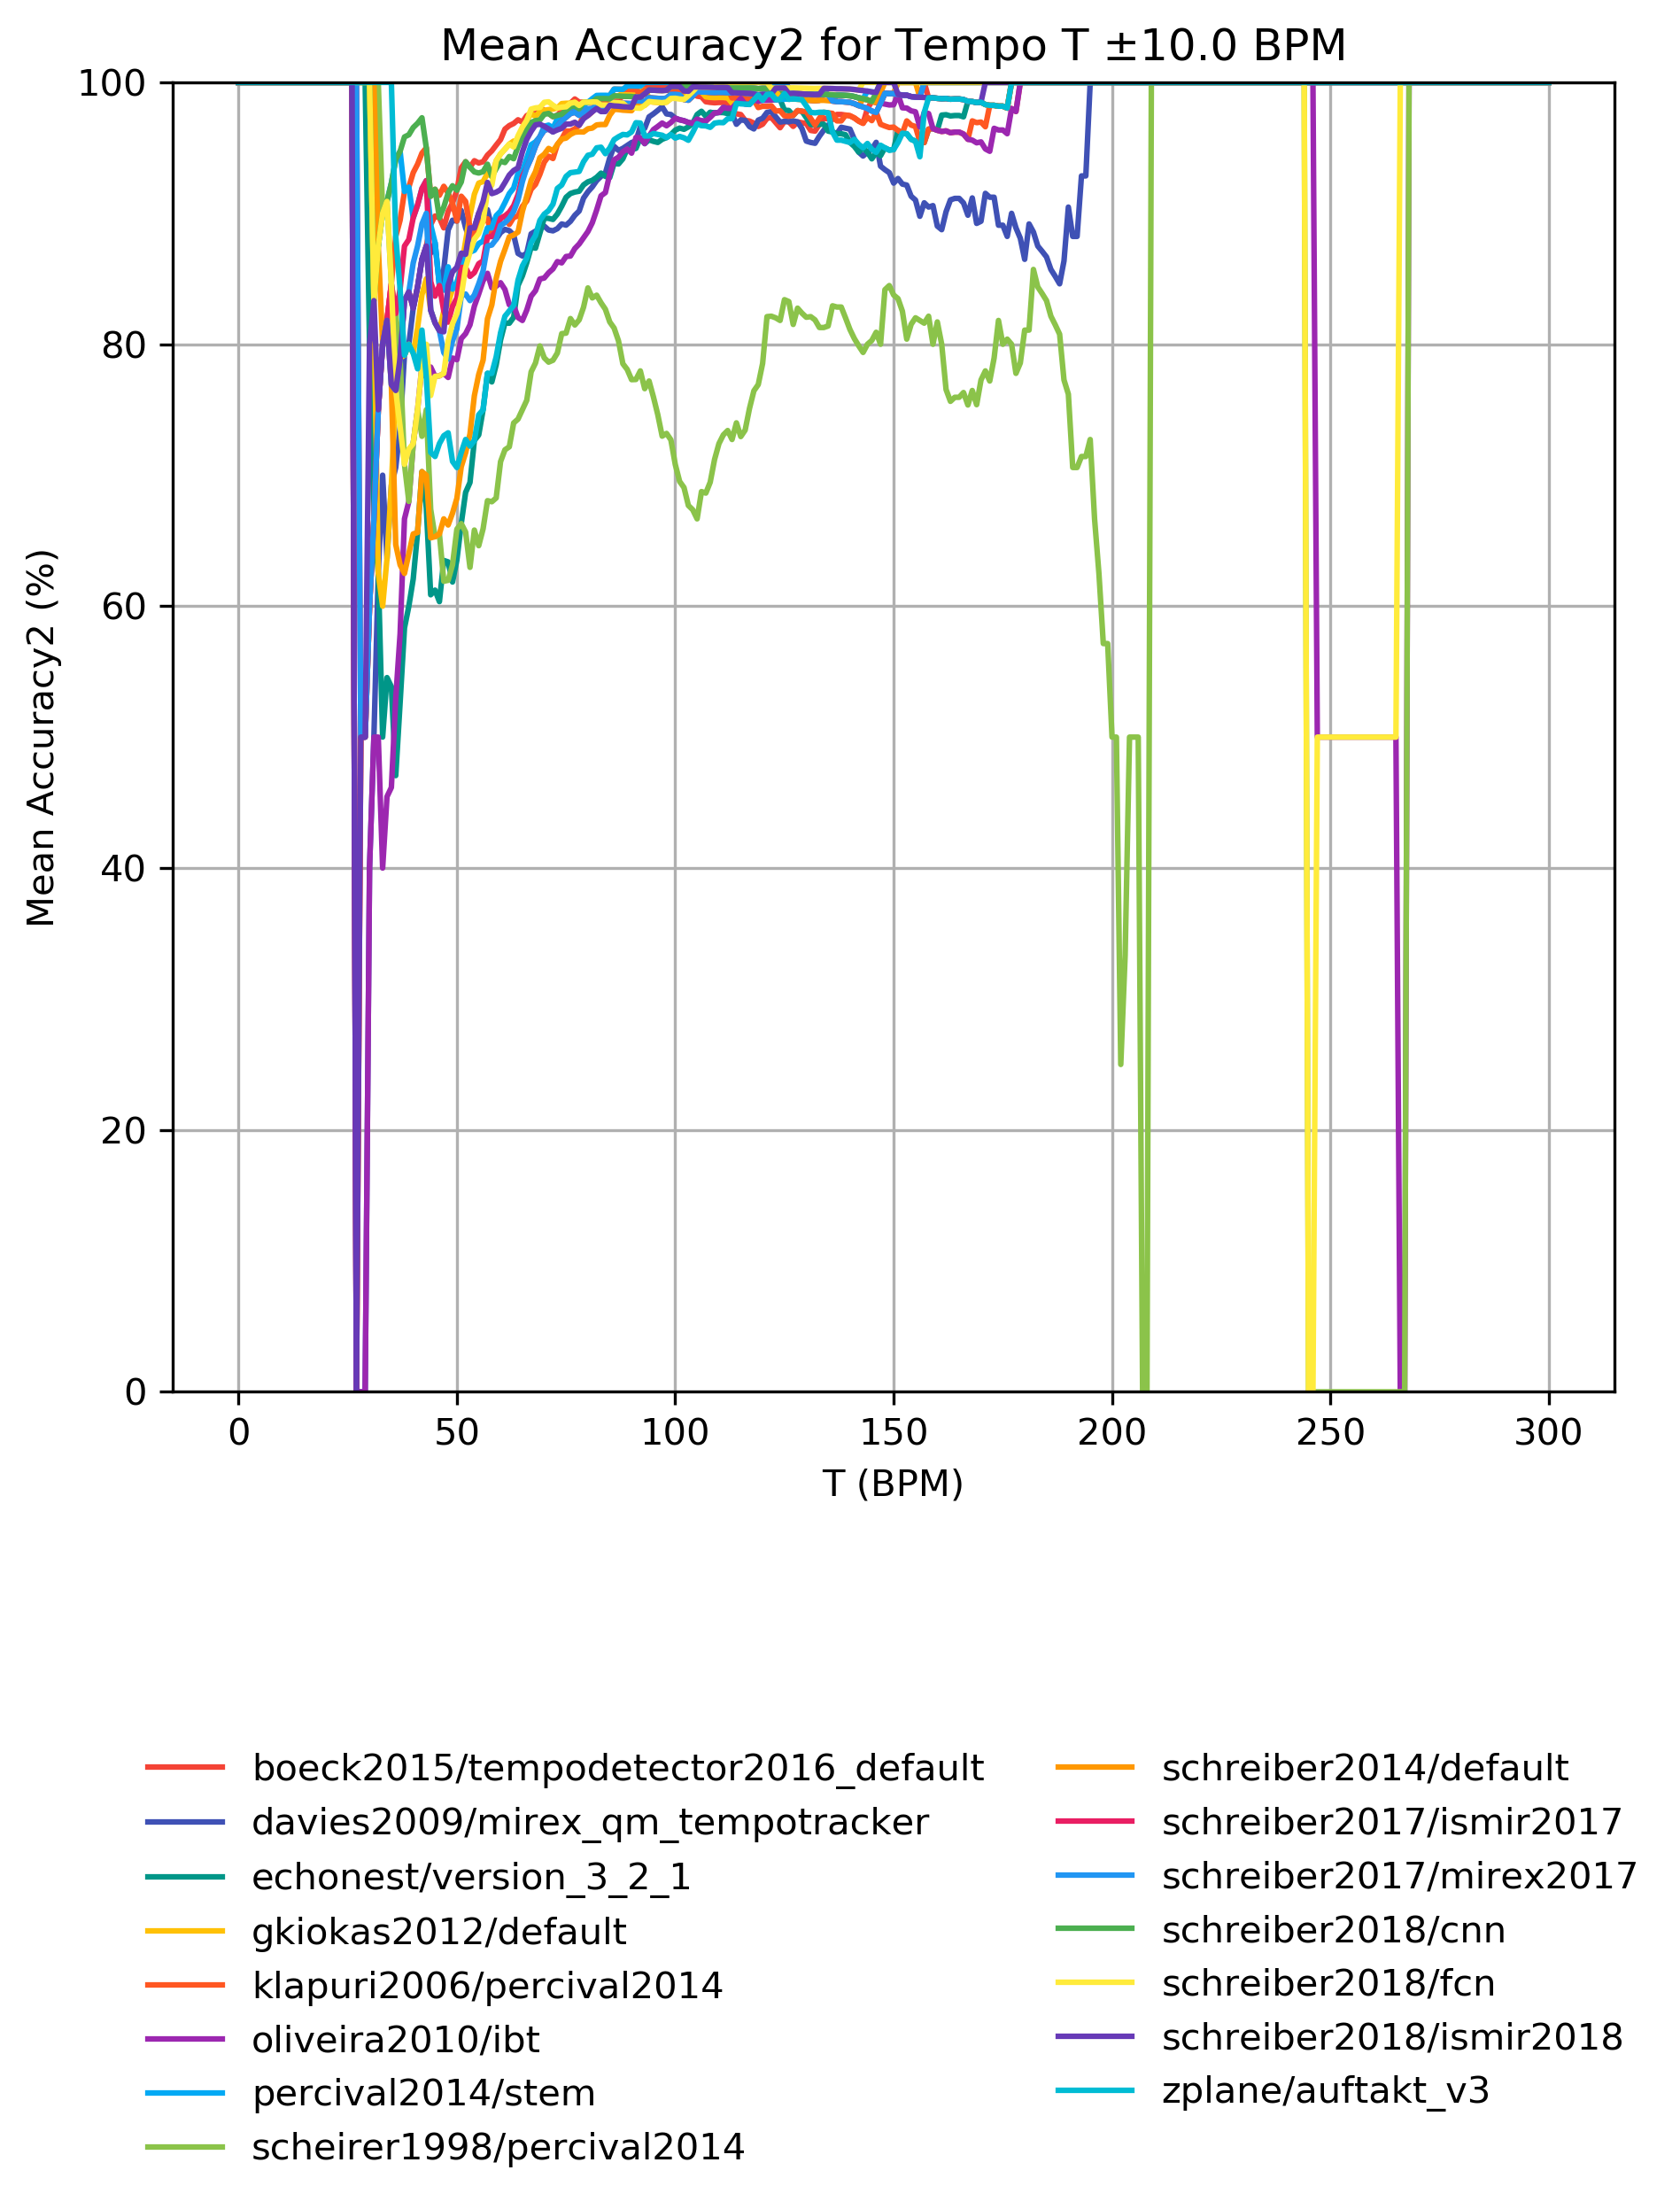 Mean Accuracy2 for Tempo T ±10.0 BPM
100
80
60
40
20
0
Mean Accuracy2 (%)
0 50 100 150 200 250 300
T (BPM)
boeck2015/tempodetector2016_default
davies2009/mirex_qm_tempotracker
echonest/version_3_2_1
gkiokas2012/default
klapuri2006/percival2014
oliveira2010/ibt
percival2014/stem
scheirer1998/percival2014
schreiber2014/default
schreiber2017/ismir2017
schreiber2017/mirex2017
schreiber2018/cnn
schreiber2018/fcn
schreiber2018/ismir2018
zplane/auftakt_v3